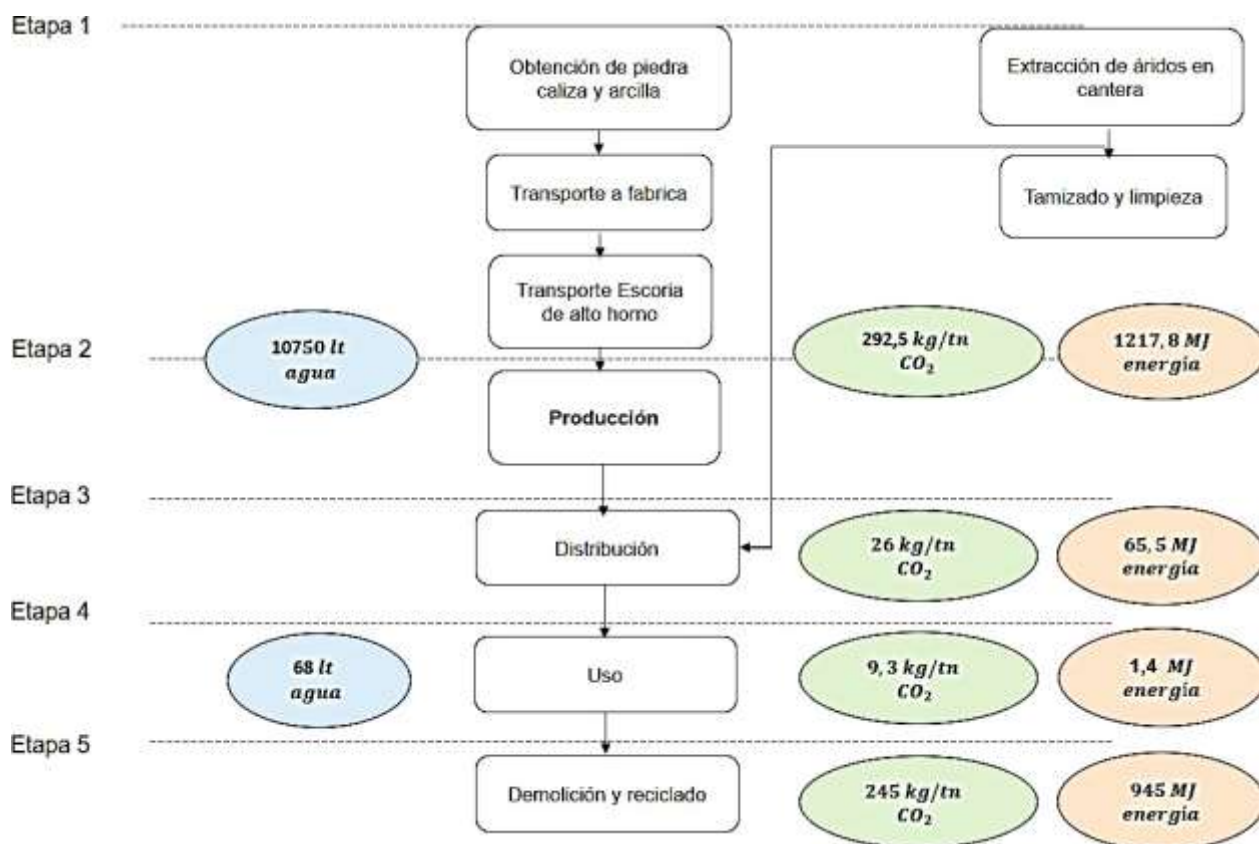 Etapa 1
Obtención de piedra
caliza y arcilla
Extracción de áridos en
cantera
Transporte a fabrica
Tamizado y limpieza
Transporte Escoria
de alto horno
Etapa 2
10750 lt
agua
292,5 kg/tn
CO₂
1217,8 MJ
energía
Producción
Etapa 3
Distribución
26 kg/tn
CO₂
65,5 MJ
energía
Etapa 4
68 lt
agua
Uso
9,3 kg/tn
CO₂
1,4 MJ
energía
Etapa 5
Demolición y reciclado
245 kg/tn
CO₂
945 MJ
energía